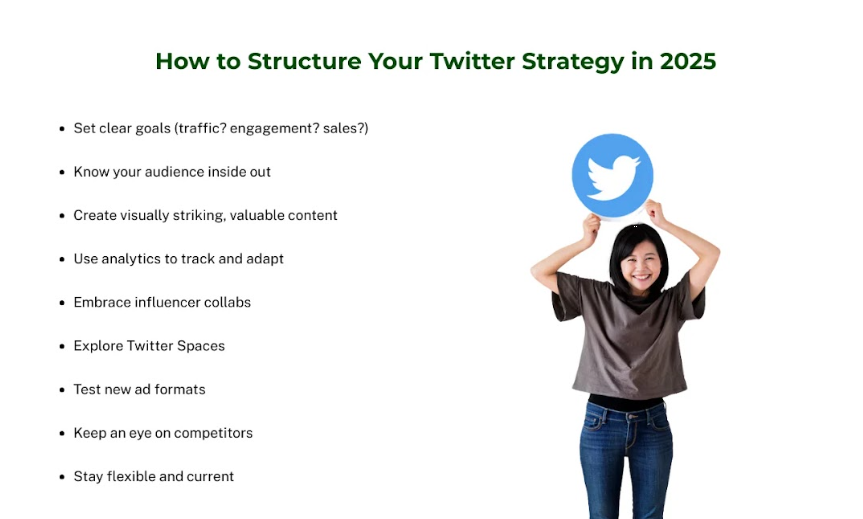 How to Structure Your Twitter Strategy in 2025
Set clear goals (traffic? engagement? sales?)
Know your audience inside out
Create visually striking, valuable content
Use analytics to track and adapt
Embrace influencer collabs
Explore Twitter Spaces
Test new ad formats
Keep an eye on competitors
Stay flexible and current